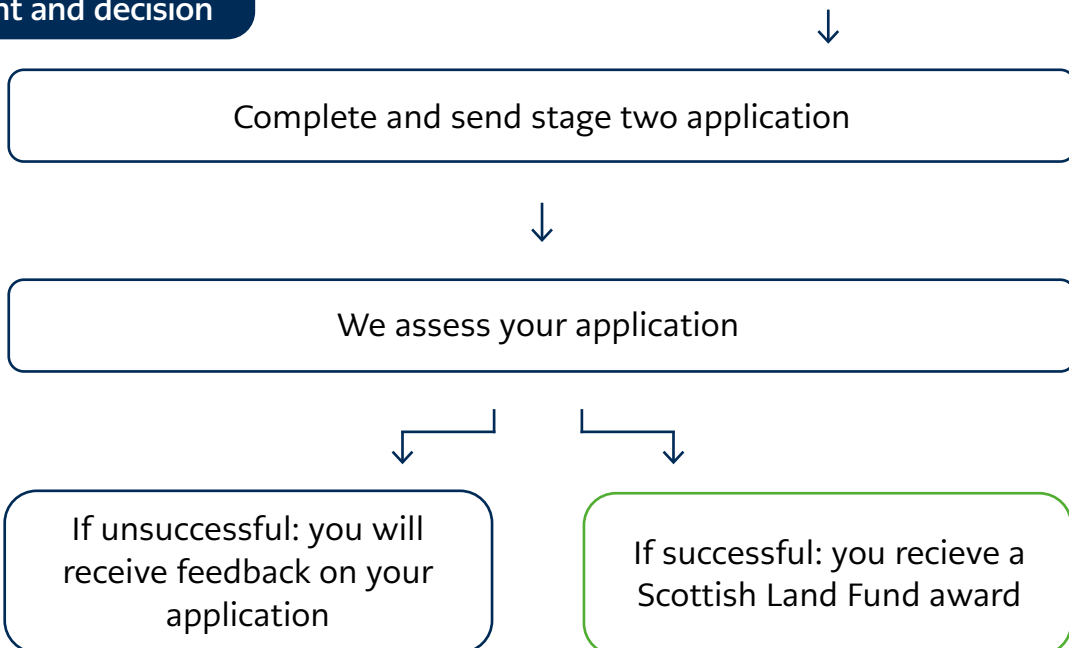 and decision
Complete and send stage two application
We assess your application
If unsuccessful: you will
receive feedback on your
application
If successful: you recieve a
Scottish Land Fund award